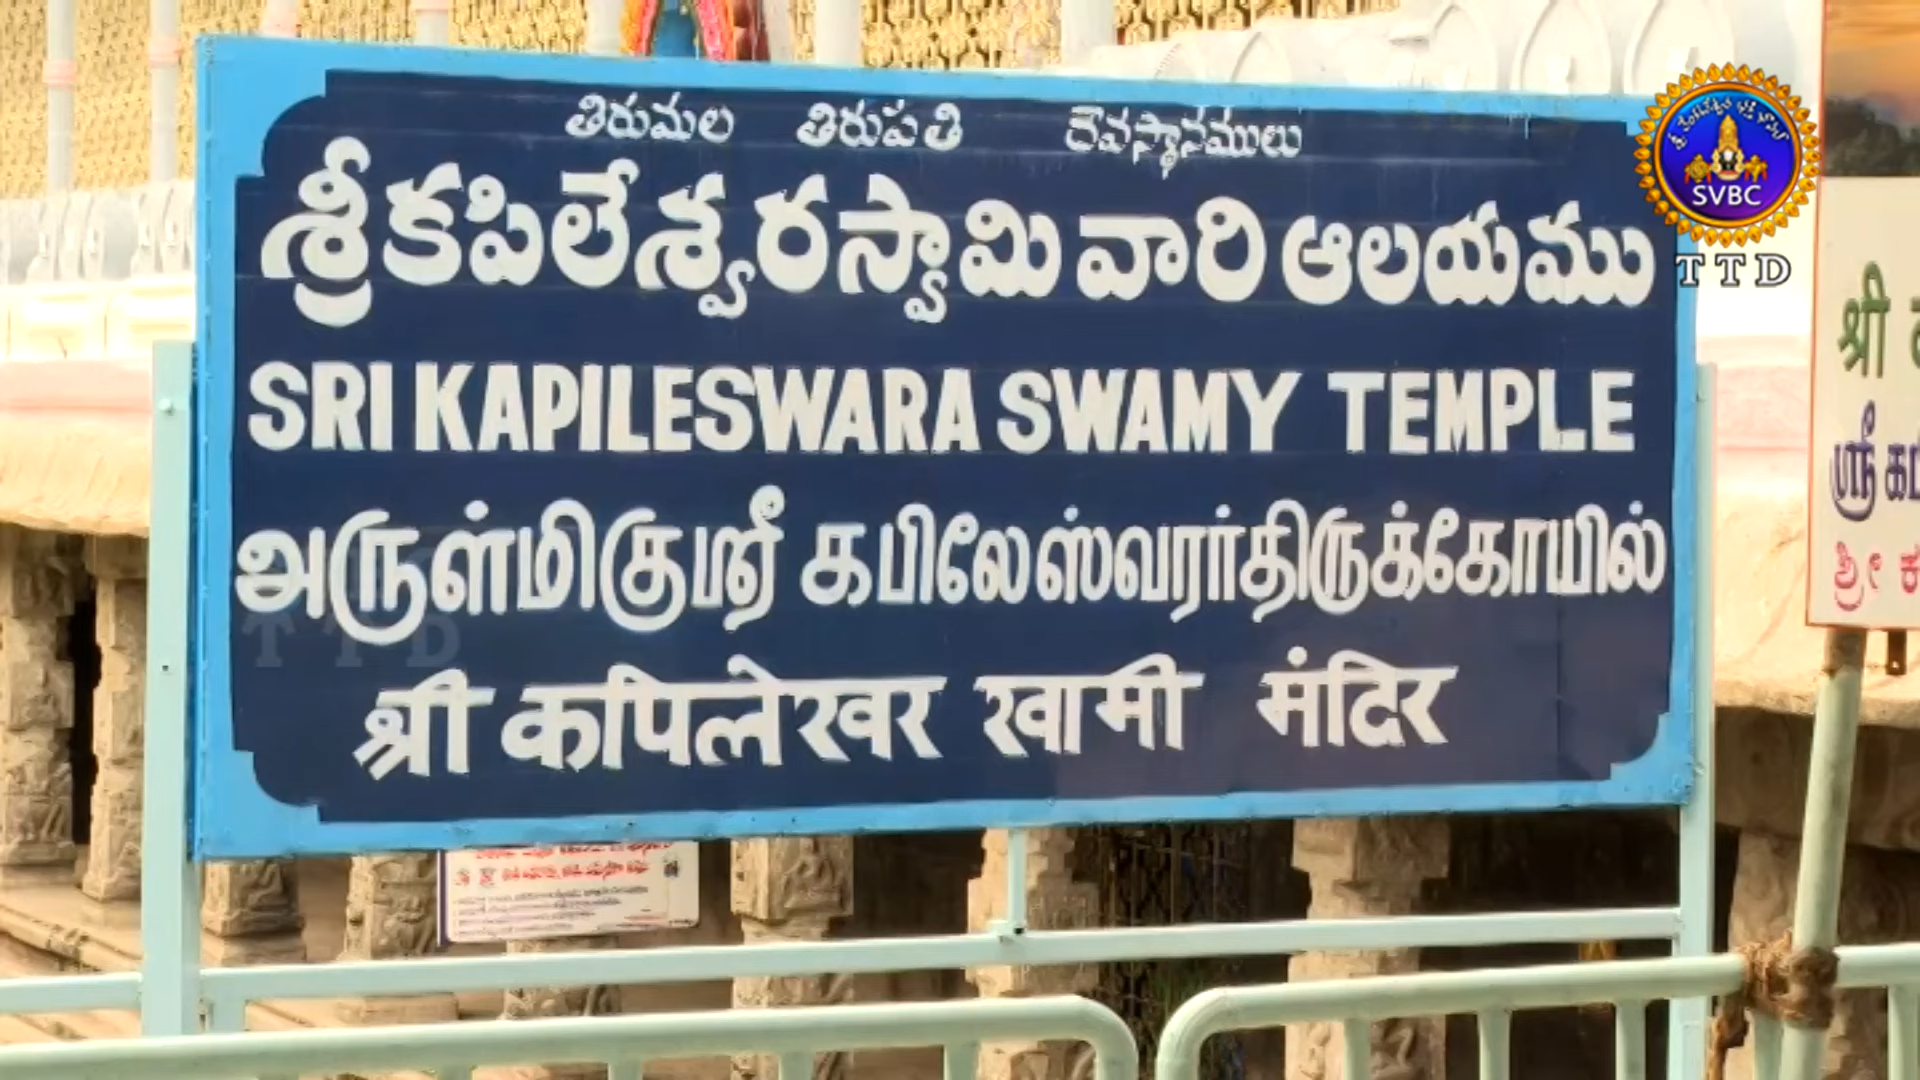 తిరుమల తిరుపతి దేవస్థానములు
శ్రీ కపిలేశ్వరస్వామి వారి ఆలయము
SRI KAPILESWARA SWAMY TEMPLE
அருள்மிகு ஸ்ரீ கபிலேஸ்வரர் திருக்கோயில்
श्री कपिलेश्वर स्वामी मंदिर
SVBC
TTD
श्री
ஸ்ரீ
ಶ್ರೀ